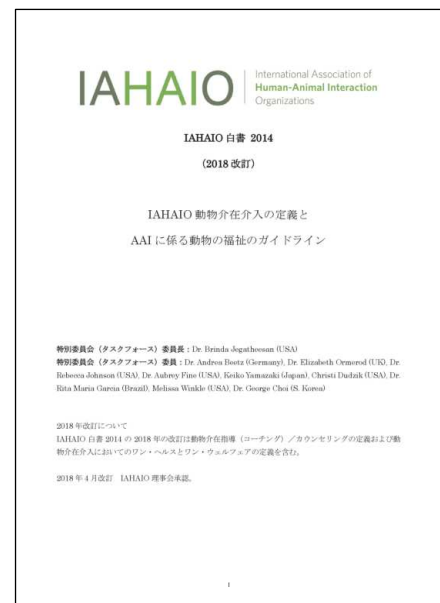 IAHAIO
International Association of
Human-Animal Interaction
Organizations
IAHAIO 白書 2014
（2018 改訂）
IAHAIO 動物介在介入の定義と
AAI に係る動物の福祉のガイドライン
特別委員会（タスクフォース）委員長：Dr. Brinda Jegatheesan (USA)
特別委員会（タスクフォース）委員：Dr. Andrea Beetz (Germany), Dr. Elizabeth Ormerod (UK), Dr.
Rebecca Johnson (USA), Dr. Aubrey Fine (USA), Keiko Yamazaki (Japan), Christi Dudzik (USA), Dr.
Rita Maria Garcia (Brazil), Melissa Winkle (USA), Dr. George Choi (S. Korea)
2018 年改訂について
IAHAIO 白書 2014 の 2018 年の改訂は動物介在指導（コーチング）／カウンセリングの定義および動
物介在介入においてのワン・ヘルスとワン・ウェルフェアの定義を含む。
2018 年 4 月改訂　IAHAIO 理事会承認。
1